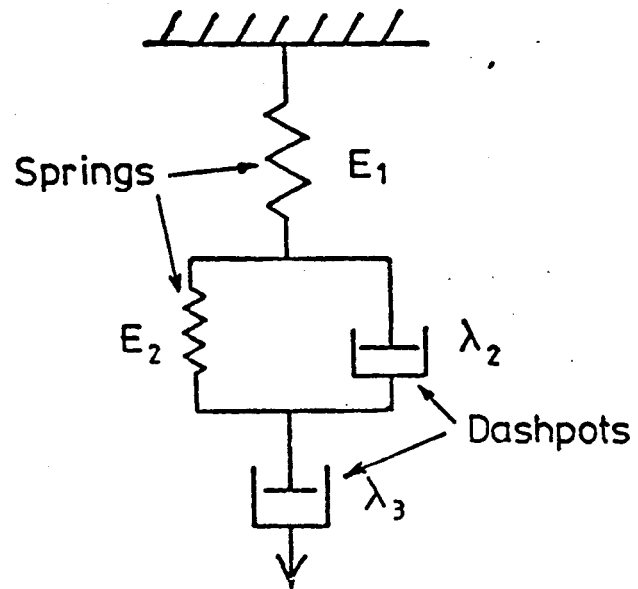 E₁
Springs
E₂
λ₂
Dashpots
λ₃